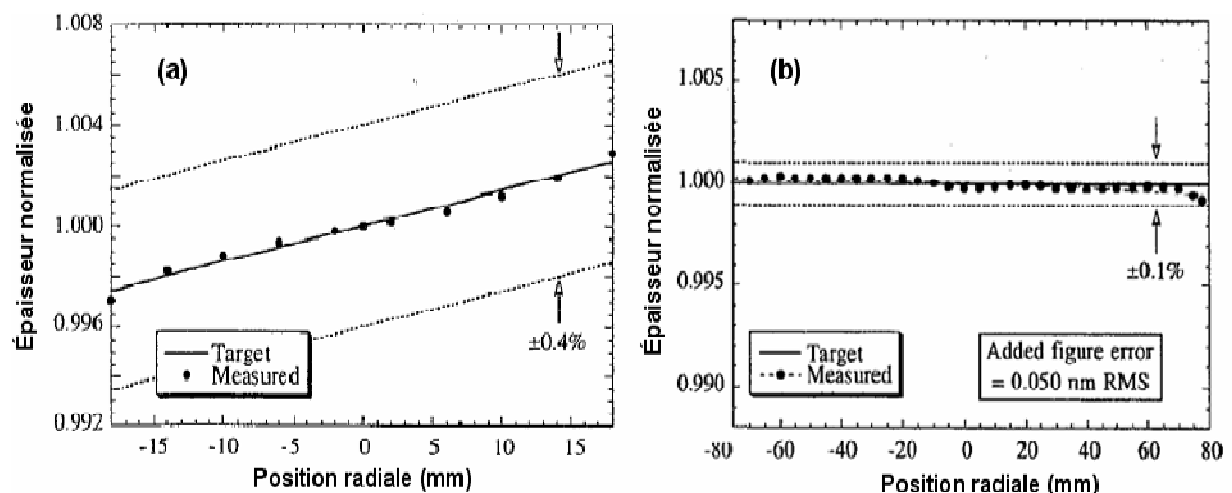 (a)
Épaisseur normalisée
1.008
1.004
1.000
0.996
0.992
±0.4%
Target
Measured
-15 -10 -5 0 5 10 15
Position radiale (mm)
(b)
Épaisseur normalisée
1.005
1.000
0.995
0.990
±0.1%
Target
Measured
Added figure error
= 0.050 nm RMS
-80 -60 -40 -20 0 20 40 60 80
Position radiale (mm)